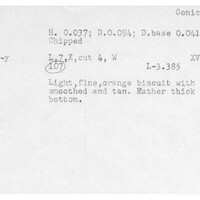 Conic
H. 0.037; D.0.094; D.base 0.041
Chipped
-y L,7,K,cut 4, W XV
107 L-3.385
Light,fine,orange biscuit with
smoothed and tan. Rather thick
bottom.